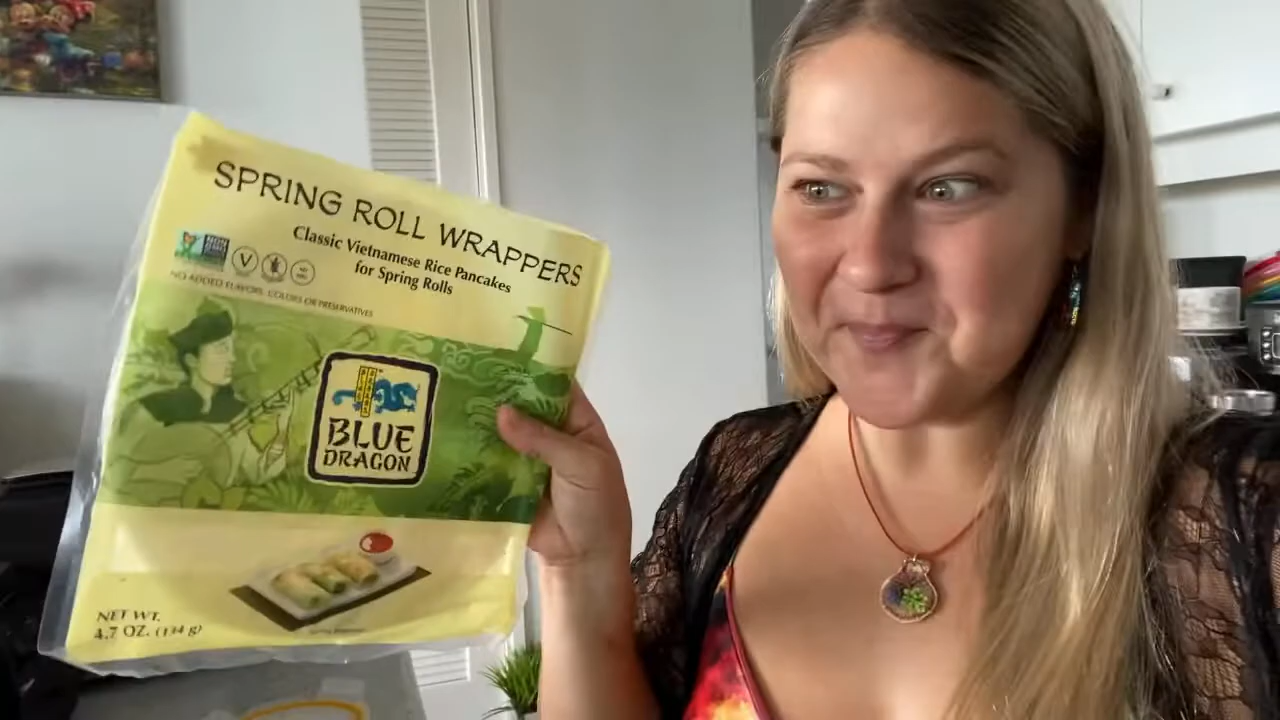 SPRING ROLL WRAPPERS
Classic Vietnamese Rice Pancakes
for Spring Rolls
V
NO ADDED FLAVORS, COLORS OR PRESERVATIVES
BLUE
DRAGON
NET WT.
4.7 OZ. (134 g)